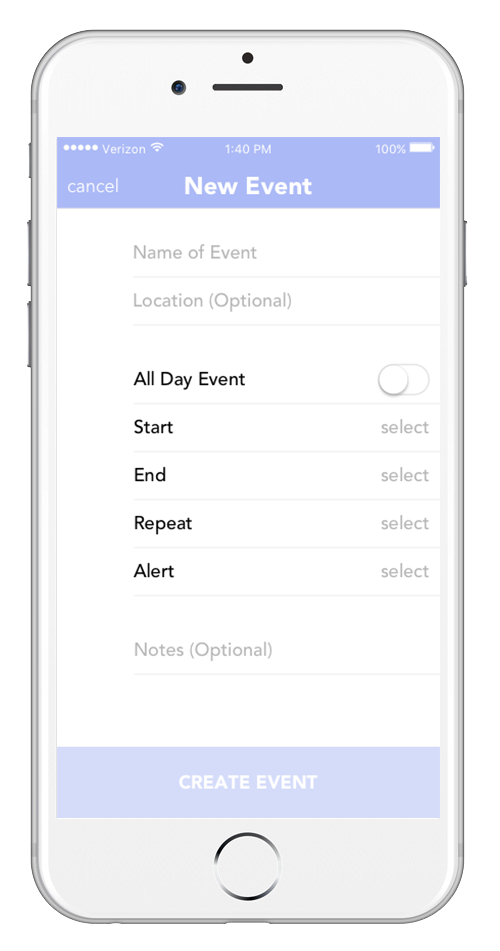 Verizon 1:40 PM 100%
cancel New Event
Name of Event
Location (Optional)
All Day Event
Start select
End select
Repeat select
Alert select
Notes (Optional)
CREATE EVENT